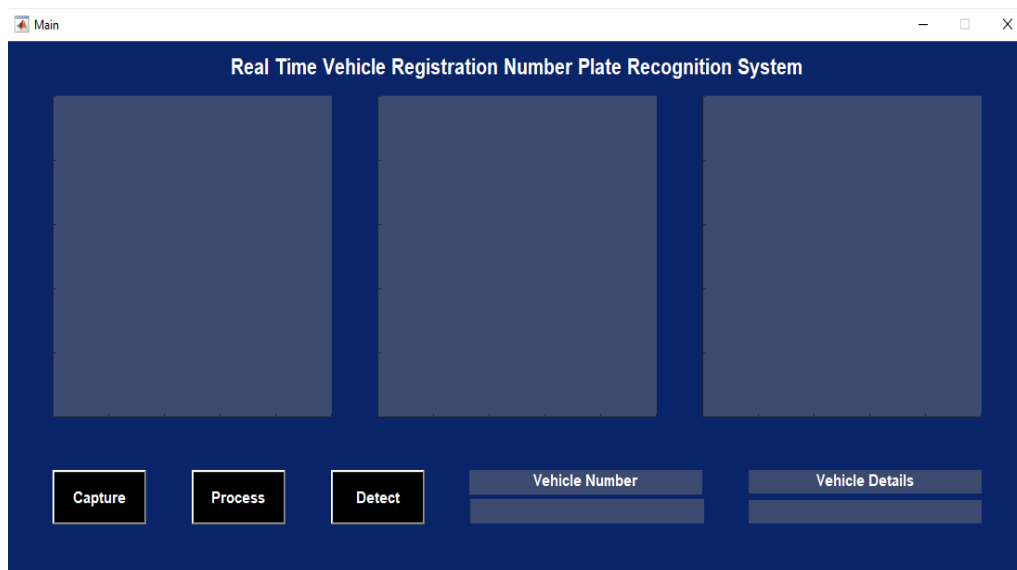 Main
Real Time Vehicle Registration Number Plate Recognition System
Capture
Process
Detect
Vehicle Number
Vehicle Details